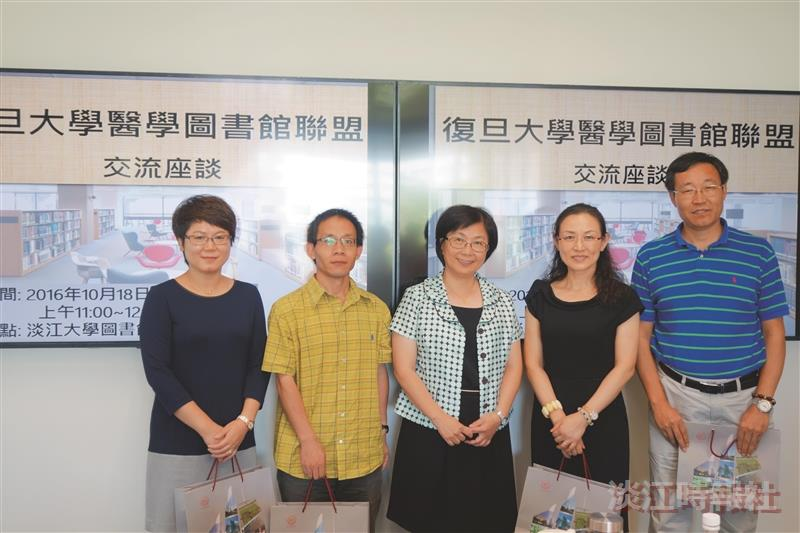 旦大學醫學圖書館聯盟
交流座談
間: 2016年10月18日
上午11:00~12
點: 淡江大學圖書館
復旦大學醫學圖書館聯盟
交流座談
淡江時報社